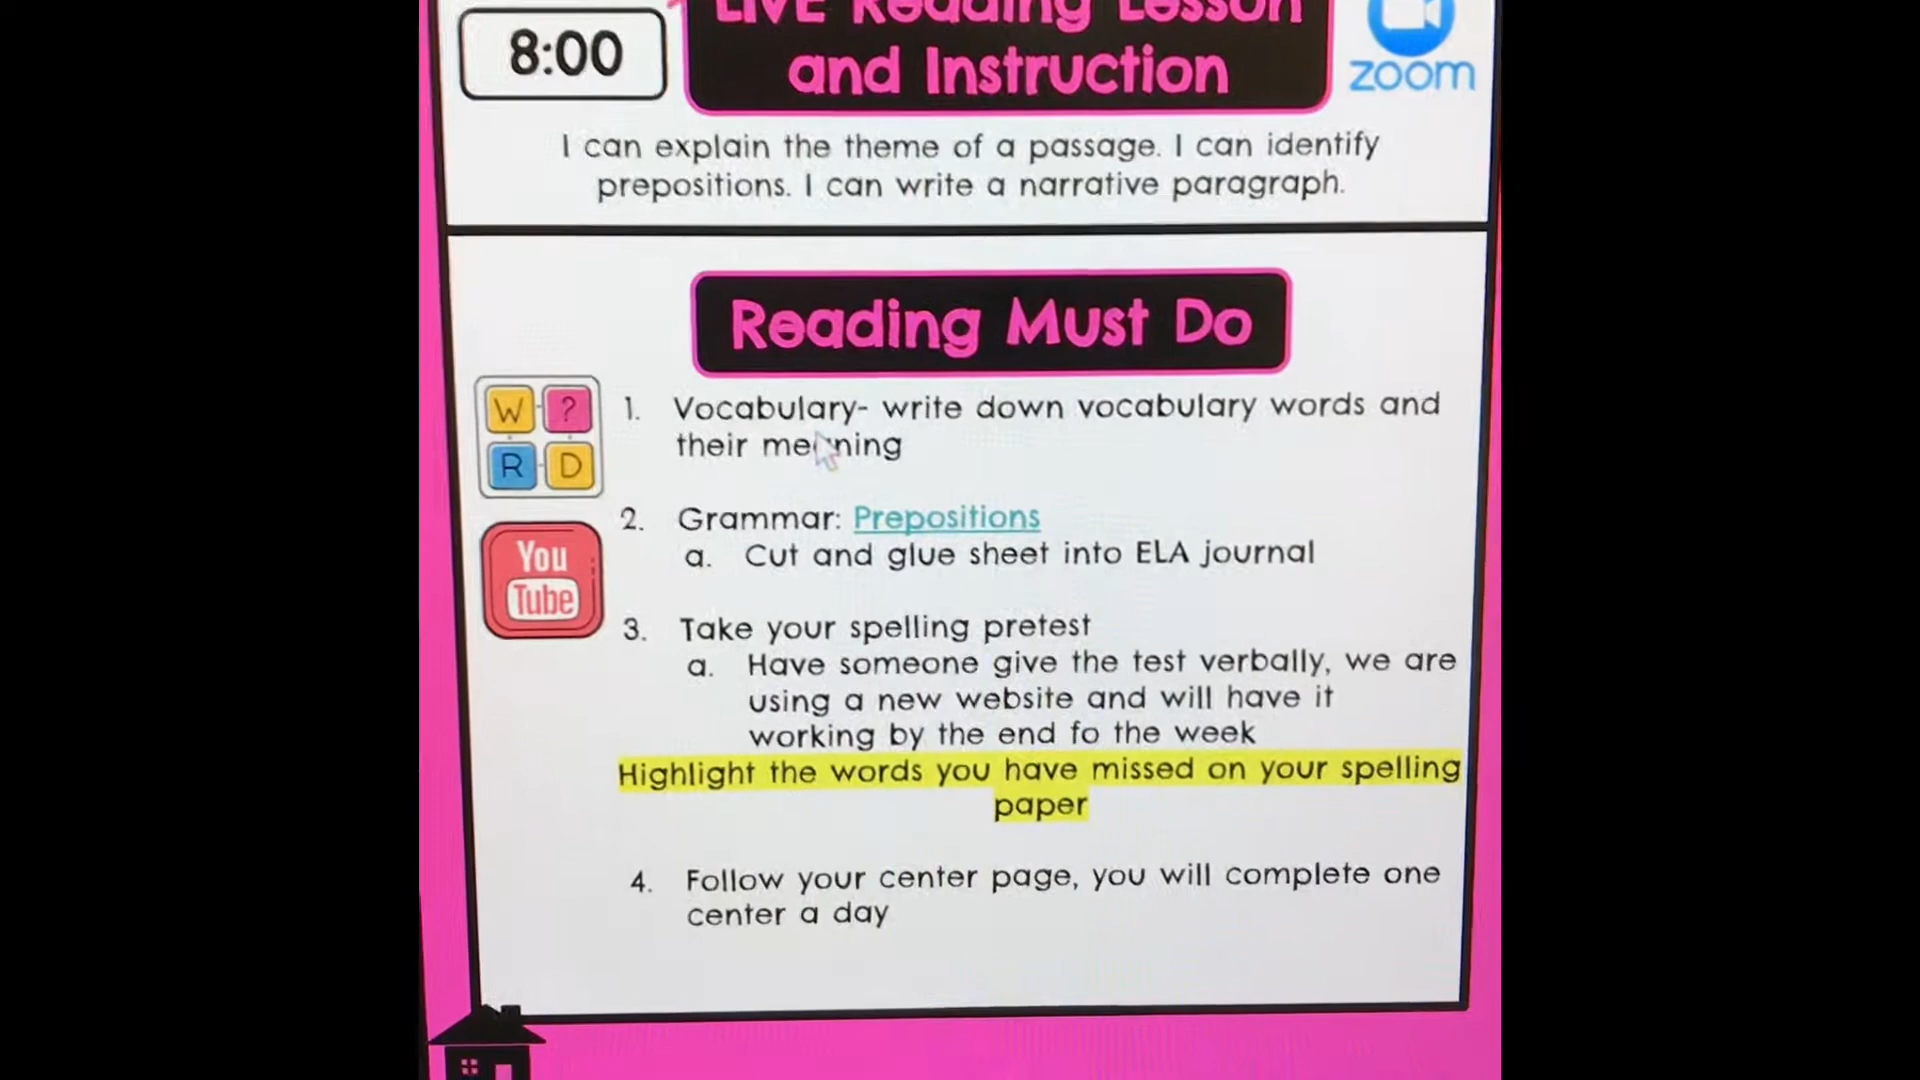 LIVE Reading Lesson
8:00
and Instruction
zoom
I can explain the theme of a passage. I can identify
prepositions. I can write a narrative paragraph.
Reading Must Do
W ?
R D
1. Vocabulary- write down vocabulary words and
their meaning
2. Grammar: Prepositions
a. Cut and glue sheet into ELA journal
You
Tube
3. Take your spelling pretest
a. Have someone give the test verbally, we are
using a new website and will have it
working by the end fo the week
Highlight the words you have missed on your spelling
paper
4. Follow your center page, you will complete one
center a day